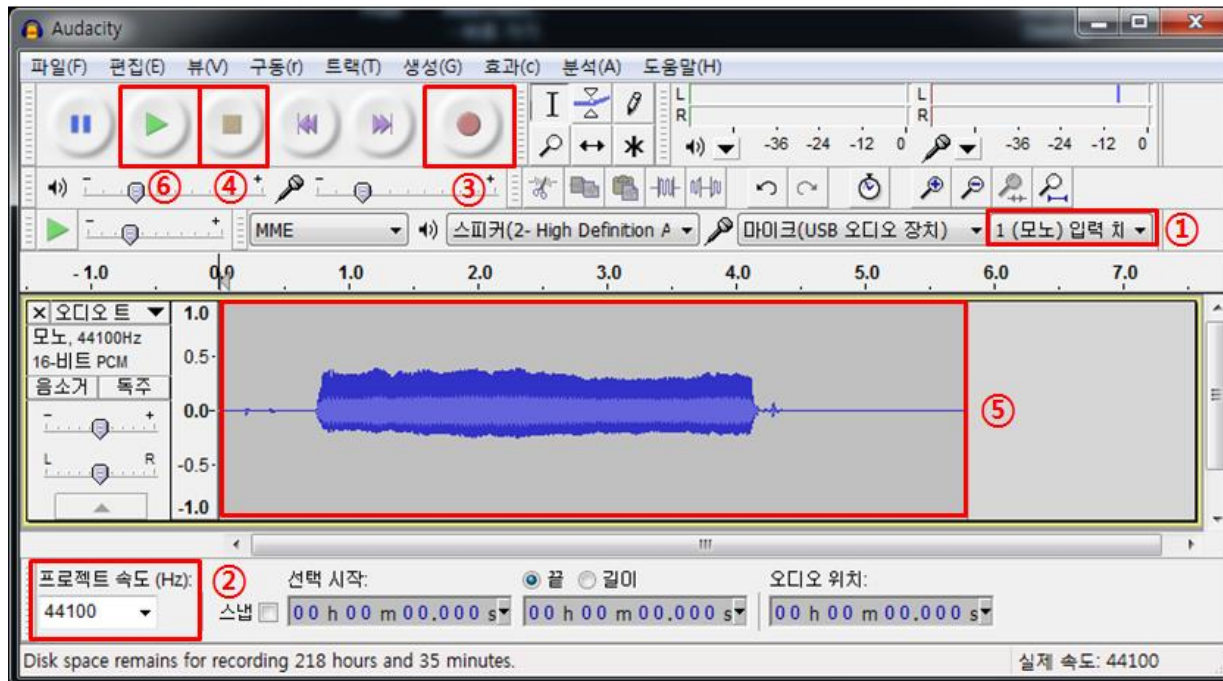 Audacity
파일(F) 편집(E) 뷰(V) 구동(r) 트랙(T) 생성(G) 효과(c) 분석(A) 도움말(H)
L
R
-36 -24 -12 0
L
R
-36 -24 -12 0
⑥ ④ ③
MME
스피커(2- High Definition A
마이크(USB 오디오 장치)
1 (모노) 입력 치
①
- 1.0 0.0 1.0 2.0 3.0 4.0 5.0 6.0 7.0
X 오디오 트
모노, 44100Hz
16-비트 PCM
음소거 독주
- +
L R
1.0
0.5
0.0
-0.5
-1.0
⑤
프로젝트 속도 (Hz):
44100
②
선택 시작:
끝 길이
오디오 위치:
스냅
00 h 00 m 00.000 s
00 h 00 m 00.000 s
00 h 00 m 00.000 s
Disk space remains for recording 218 hours and 35 minutes.
실제 속도: 44100